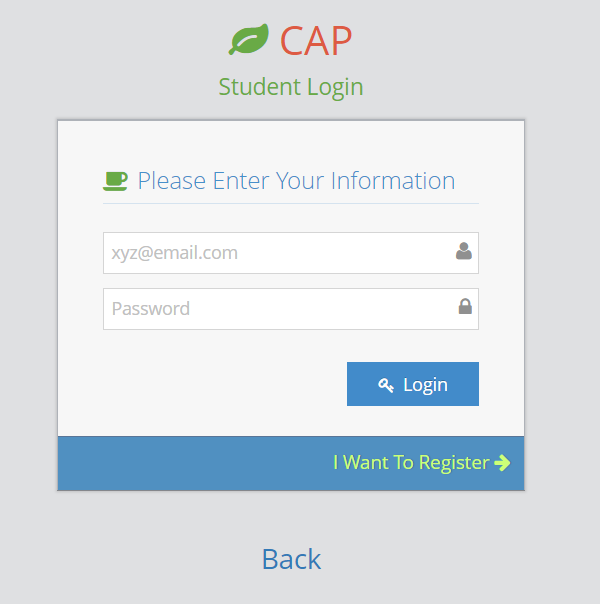 CAP
Student Login
Please Enter Your Information
xyz@email.com
Password
Login
I Want To Register
Back